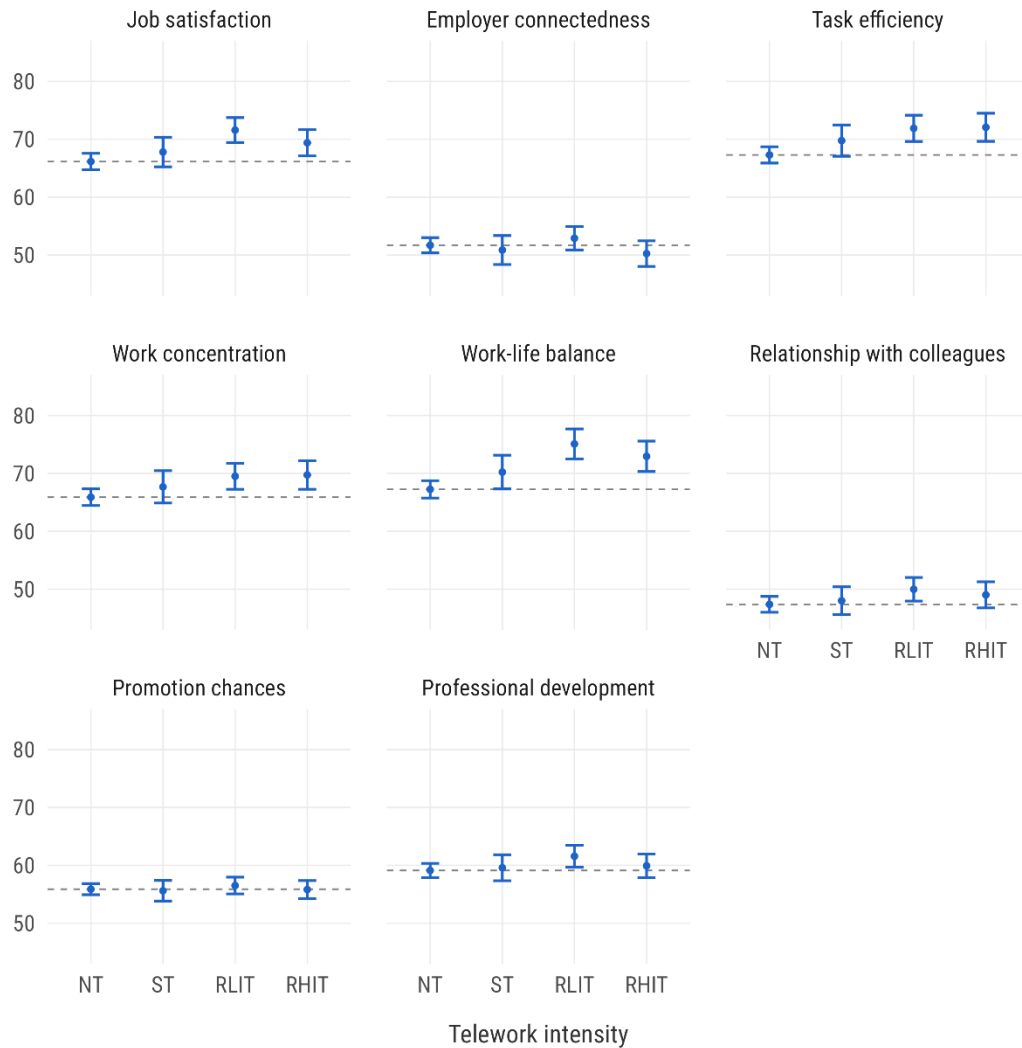 Job satisfaction
Employer connectedness
Task efficiency
80
70
60
50
Work concentration
Work-life balance
Relationship with colleagues
80
70
60
50
NT ST RLIT RHIT
Promotion chances
Professional development
80
70
60
50
NT ST RLIT RHIT
NT ST RLIT RHIT
Telework intensity